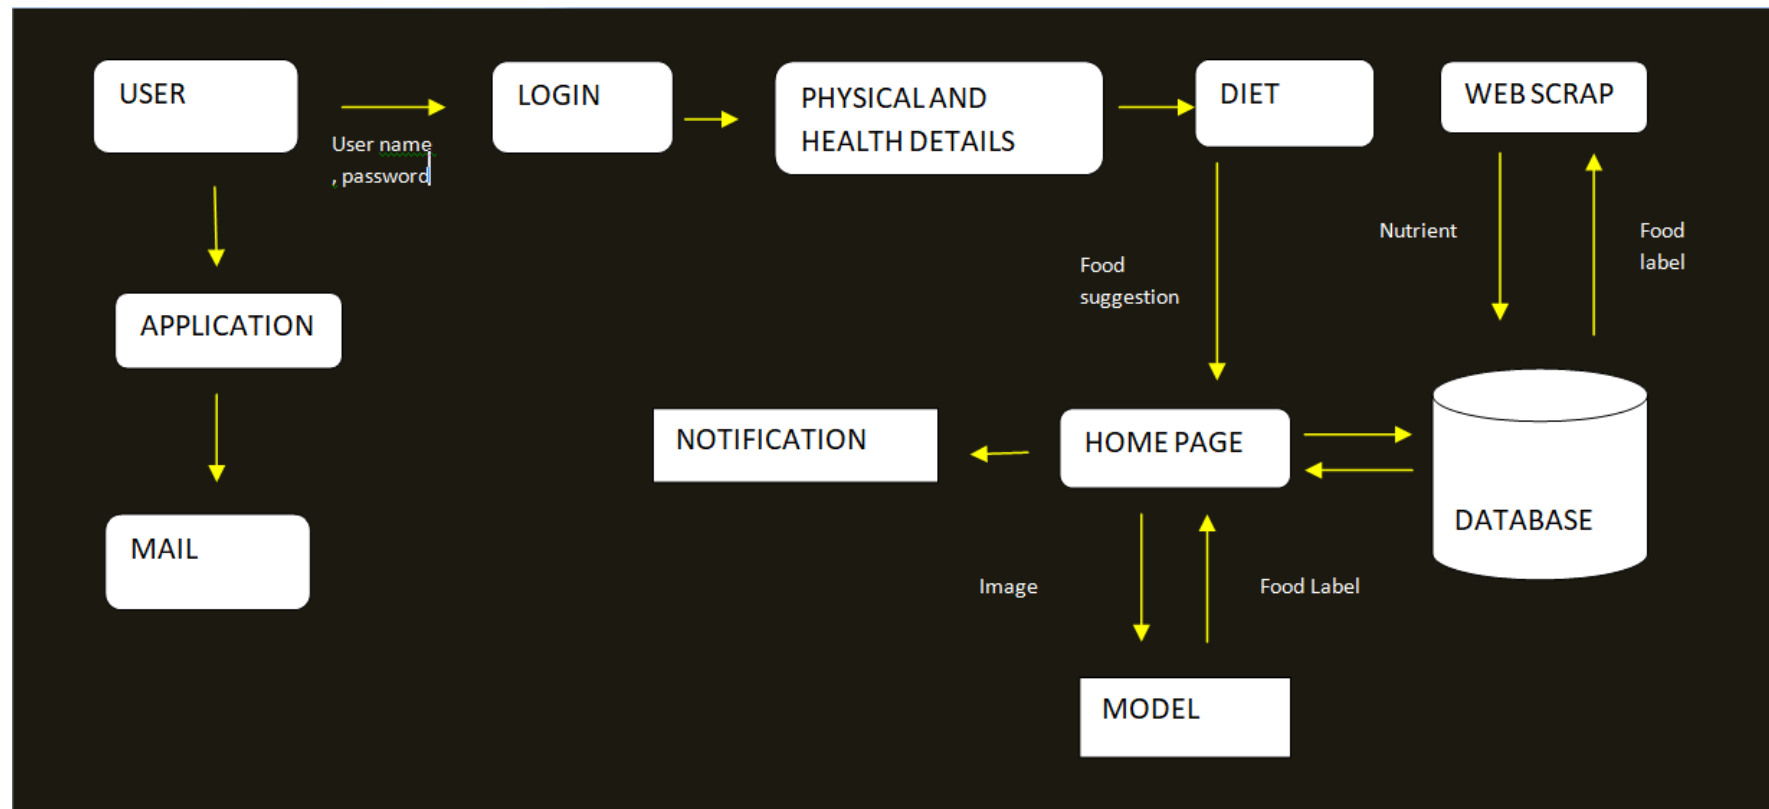 USER
LOGIN
PHYSICAL AND
HEALTH DETAILS
DIET
WEB SCRAP
User name
, password
Nutrient
Food
label
Food
suggestion
APPLICATION
NOTIFICATION
HOME PAGE
DATABASE
MAIL
Image
Food Label
MODEL